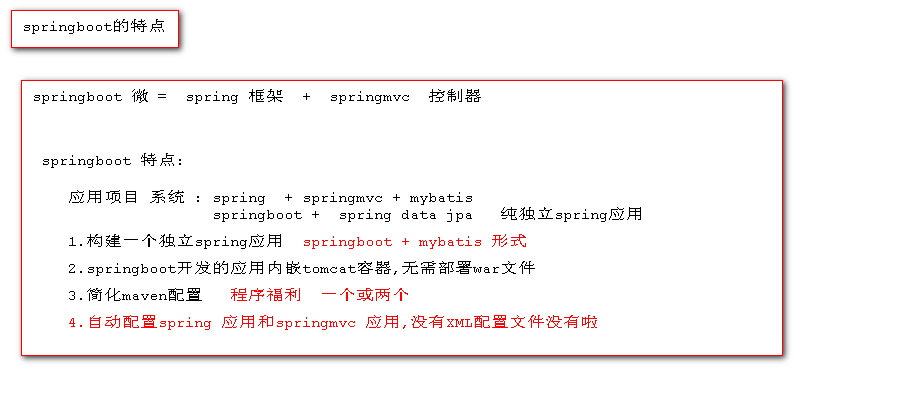 springboot的特点
springboot 微 = spring 框架 + springmvc 控制器
springboot 特点:
应用项目 系统 : spring + springmvc + mybatis
springboot + spring data jpa 纯独立spring应用
1.构建一个独立spring应用 springboot + mybatis 形式
2.springboot开发的应用内嵌tomcat容器,无需部署war文件
3.简化maven配置 程序福利 一个或两个
4.自动配置spring 应用和springmvc 应用,没有XML配置文件没有啦